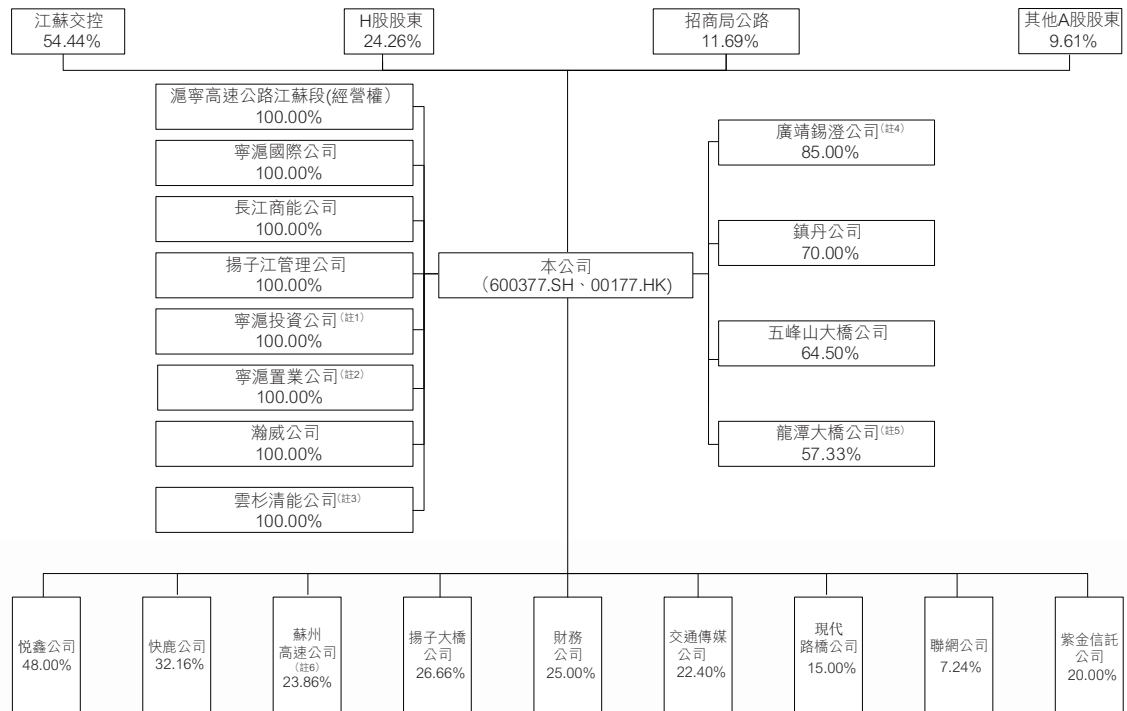 江蘇交控
54.44%
H股股東
24.26%
招商局公路
11.69%
其他A股股東
9.61%
滬寧高速公路江蘇段(經營權）
100.00%
寧滬國際公司
100.00%
長江商能公司
100.00%
揚子江管理公司
100.00%
寧滬投資公司(註1)
100.00%
寧滬置業公司(註2)
100.00%
瀚威公司
100.00%
雲杉清能公司(註3)
100.00%
本公司
（600377.SH、00177.HK)
廣靖錫澄公司(註4)
85.00%
鎮丹公司
70.00%
五峰山大橋公司
64.50%
龍潭大橋公司(註5)
57.33%
悅鑫公司
48.00%
快鹿公司
32.16%
蘇州
高速公司
(註6)
23.86%
揚子大橋
公司
26.66%
財務
公司
25.00%
交通傳媒
公司
22.40%
現代
路橋公司
15.00%
聯網公司
7.24%
紫金信託
公司
20.00%